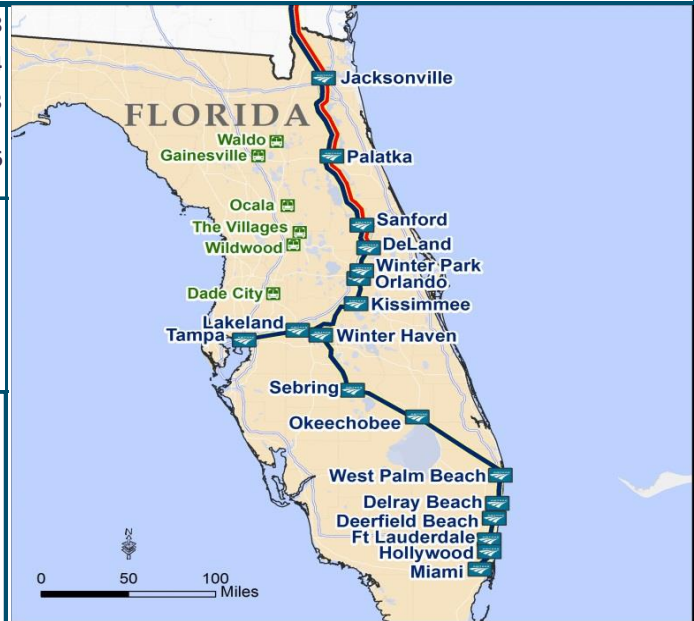 Jacksonville
FLORIDA
Waldo
Gainesville
Palatka
Ocala
Sanford
The Villages
DeLand
Wildwood
Winter Park
Orlando
Dade City
Kissimmee
Lakeland
Tampa
Winter Haven
Sebring
Okeechobee
West Palm Beach
Delray Beach
Deerfield Beach
Ft Lauderdale
Hollywood
Miami
N
0 50 100
Miles